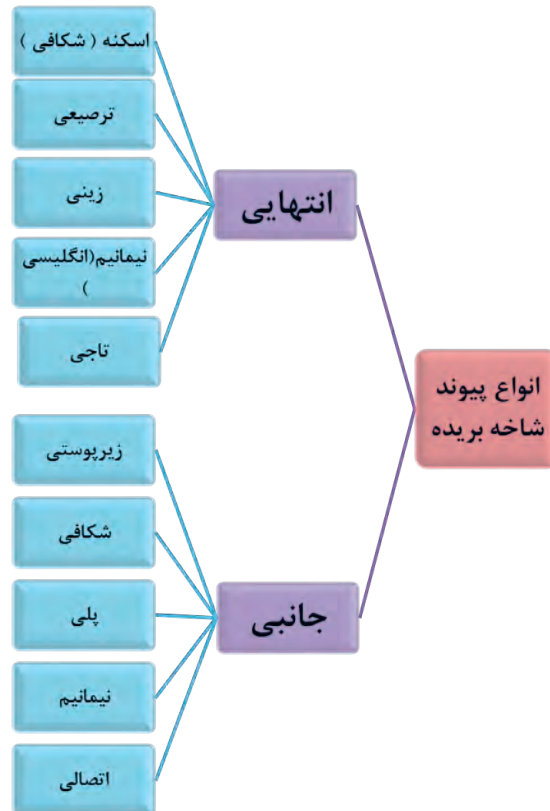 انواع پیوند
شاخه بریده
انتهایی
اسکنه ( شکافی )
ترصیعی
زینی
نیمانیم(انگلیسی
)
تاجی
جانبی
زیرپوستی
شکافی
پلی
نیمانیم
اتصالی